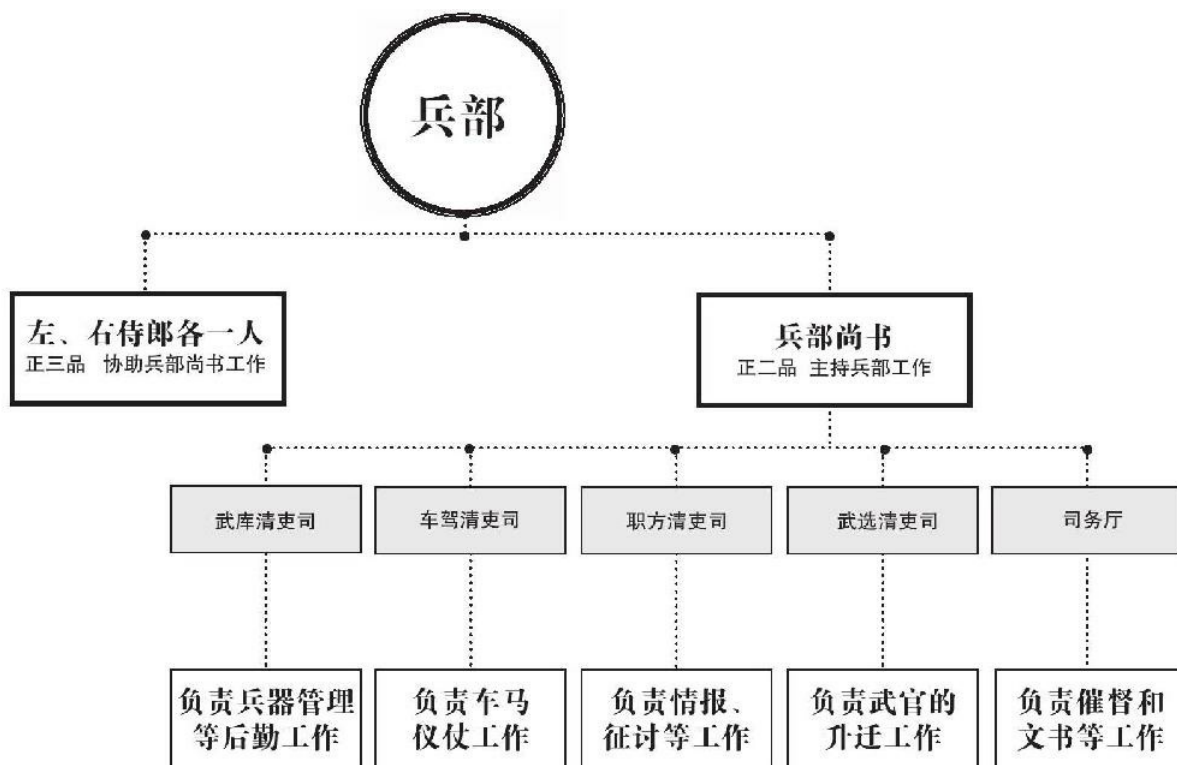 兵部
左、右侍郎各一人
正三品 协助兵部尚书工作
兵部尚书
正二品 主持兵部工作
武库清吏司
车驾清吏司
职方清吏司
武选清吏司
司务厅
负责兵器管理
等后勤工作
负责车马
仪仗工作
负责情报、
征讨等工作
负责武官的
升迁工作
负责催督和
文书等工作